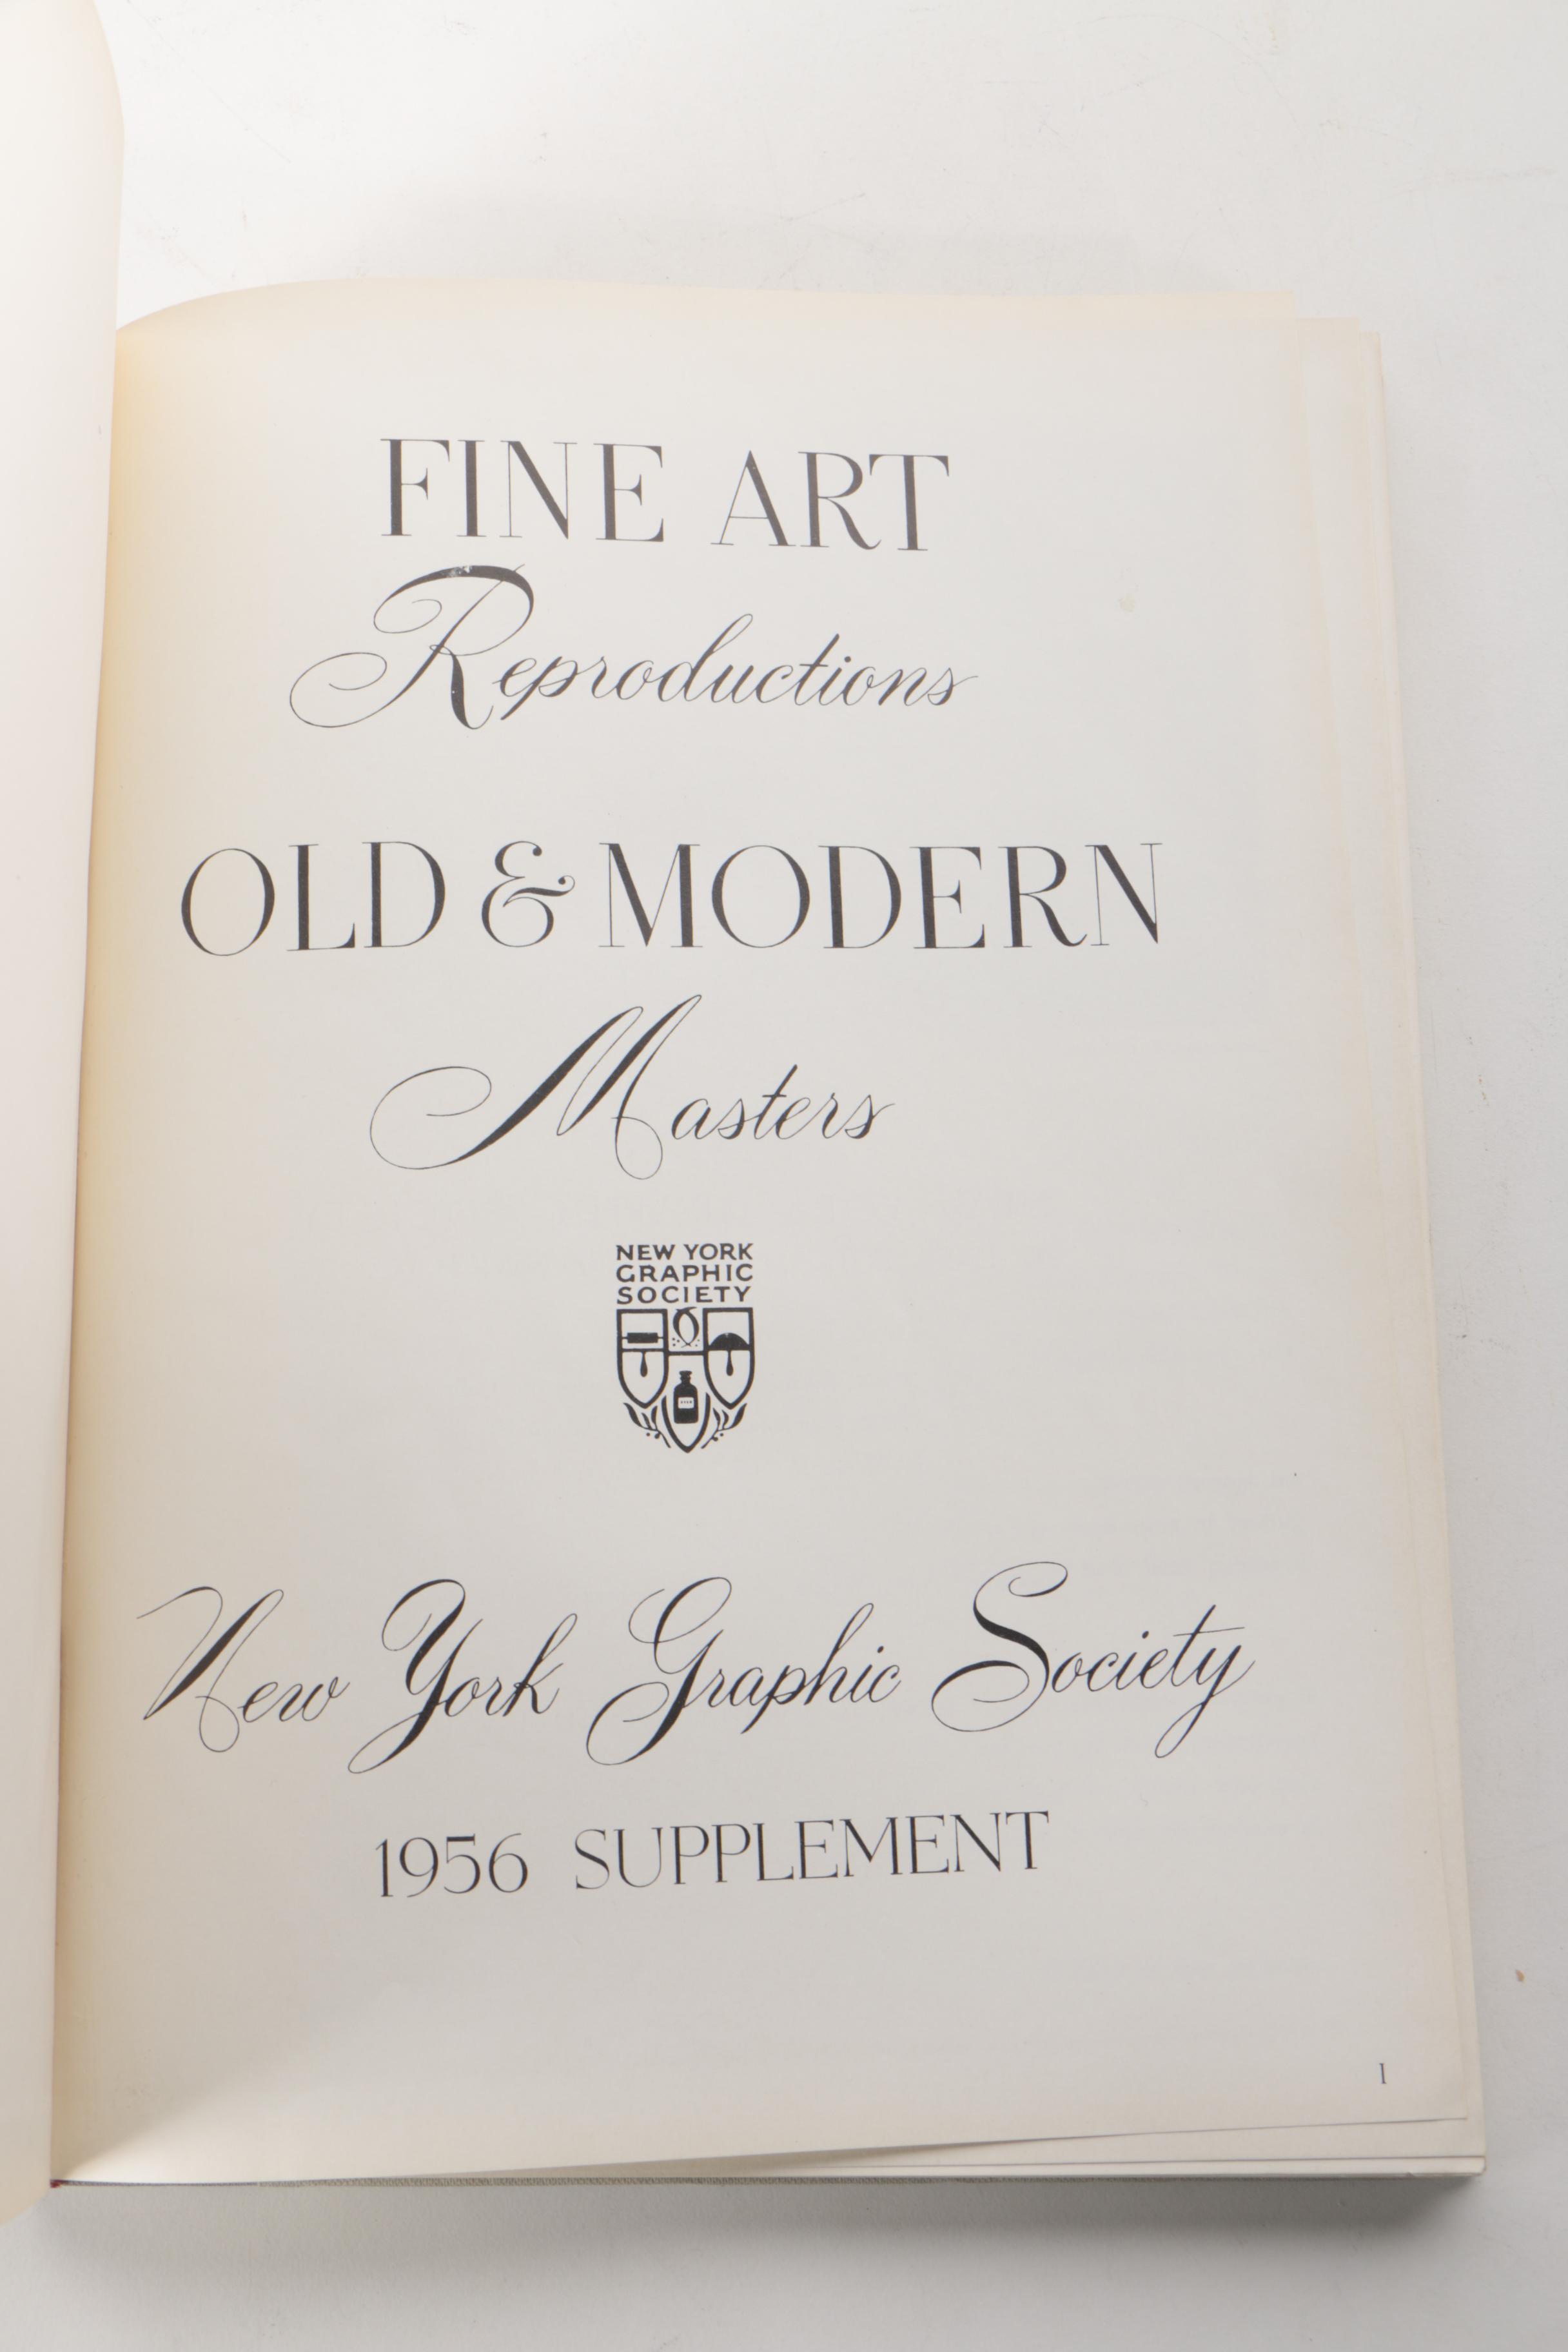 FINE ART
Reproductions
OLD & MODERN
Masters
NEW YORK
GRAPHIC
SOCIETY
New York Graphic Society
1956 SUPPLEMENT
1